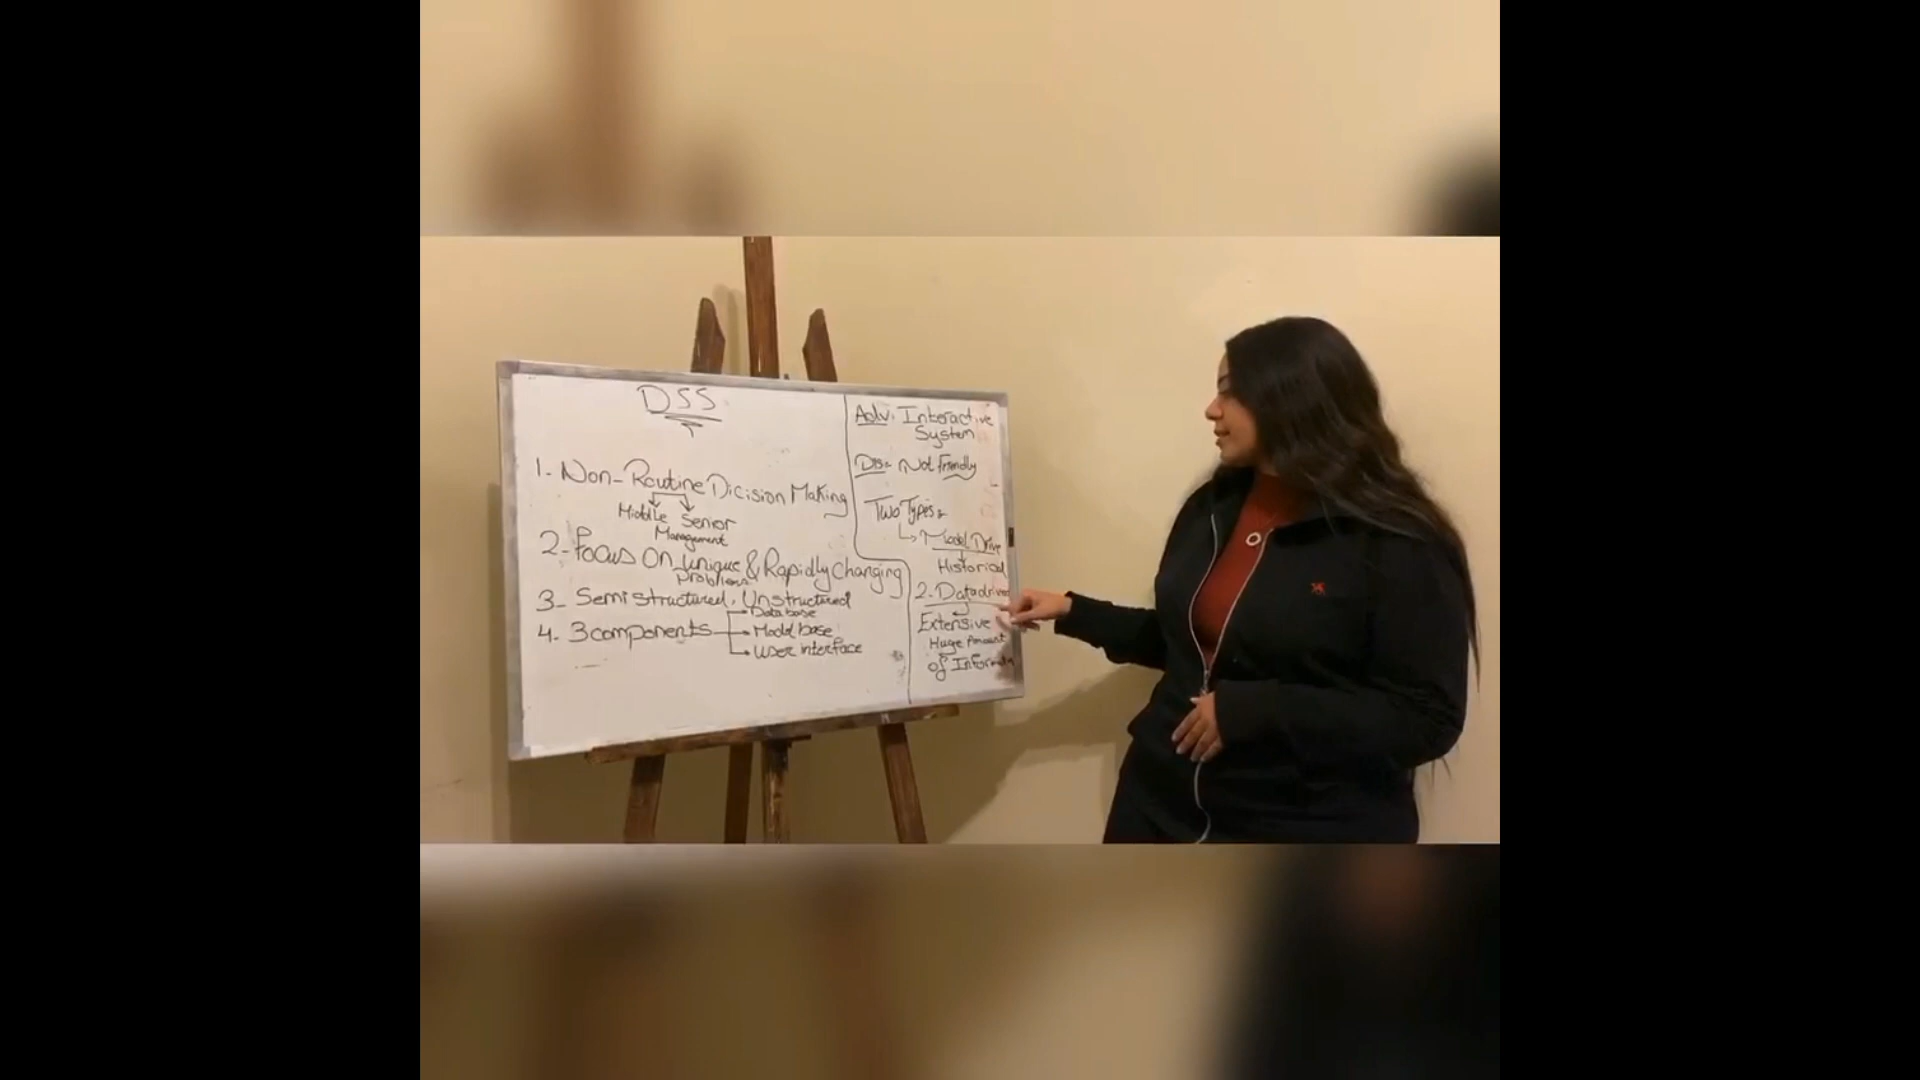 DSS
1- Non-Routine Dicision Making
Middle Senior
Management
2- Focus On Unique & Rapidly Changing
Problems
3- Semi structured, Unstructured
4- 3 components
Data base
Model base
User interface
Adv. Interactive
System
Dis: Not Friendly
Two Types:
Model Drive
Historical
2- Datadriven
Extensive
Huge Amount
of